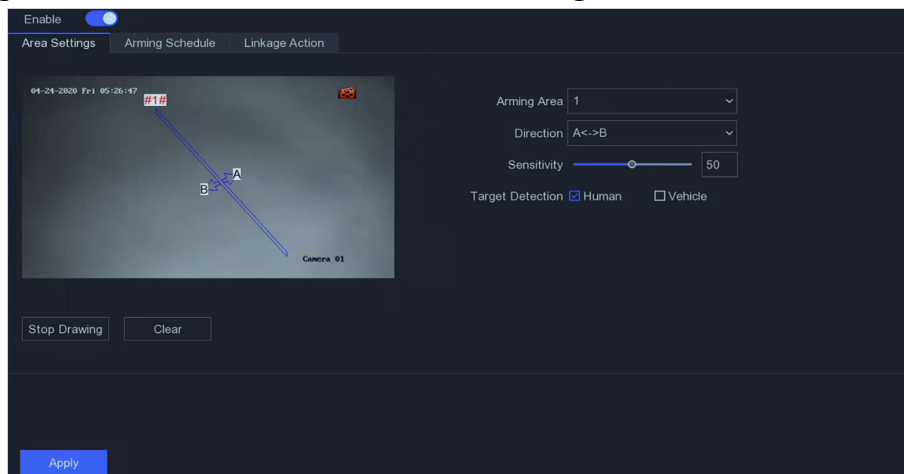 Enable
Area Settings Arming Schedule Linkage Action
04-24-2020 Fri 05:26:47
#1#
A
B
Camera 01
Arming Area 1
Direction A<->B
Sensitivity 50
Target Detection Human Vehicle
Stop Drawing Clear
Apply